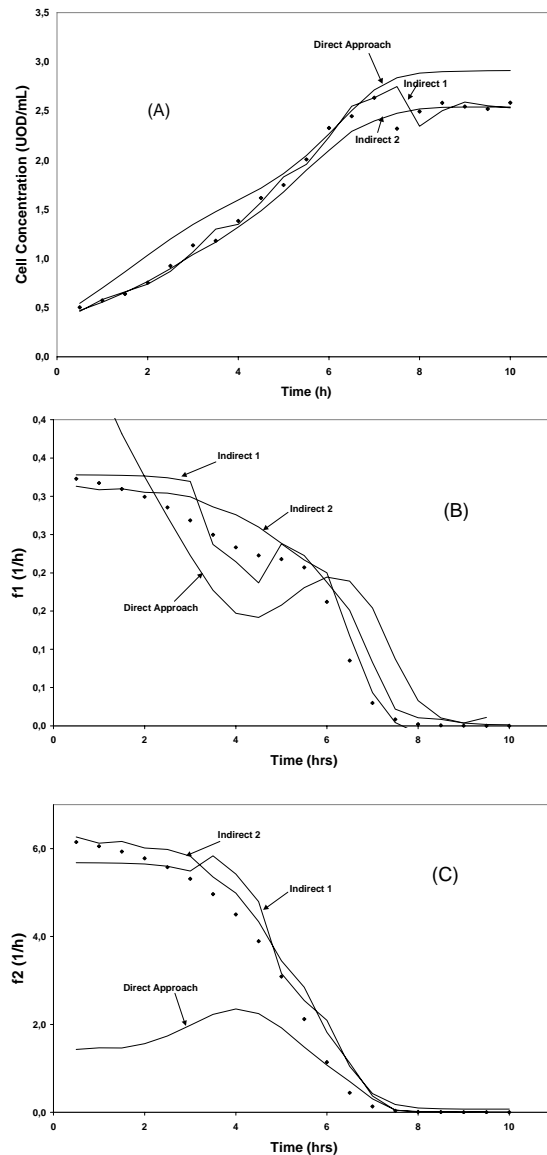 3,5
3,0
2,5
2,0
1,5
1,0
0,5
0,0
Cell Concentration (UOD/mL)
(A)
Direct Approach
Indirect 1
Indirect 2
0 2 4 6 8 10
Time (h)
0,4
0,4
0,3
0,3
0,2
0,2
0,1
0,1
0,0
f1 (1/h)
(B)
Indirect 1
Indirect 2
Direct Approach
0 2 4 6 8 10
Time (hrs)
6,0
4,0
2,0
0,0
f2 (1/h)
(C)
Indirect 2
Indirect 1
Direct Approach
0 2 4 6 8 10
Time (hrs)